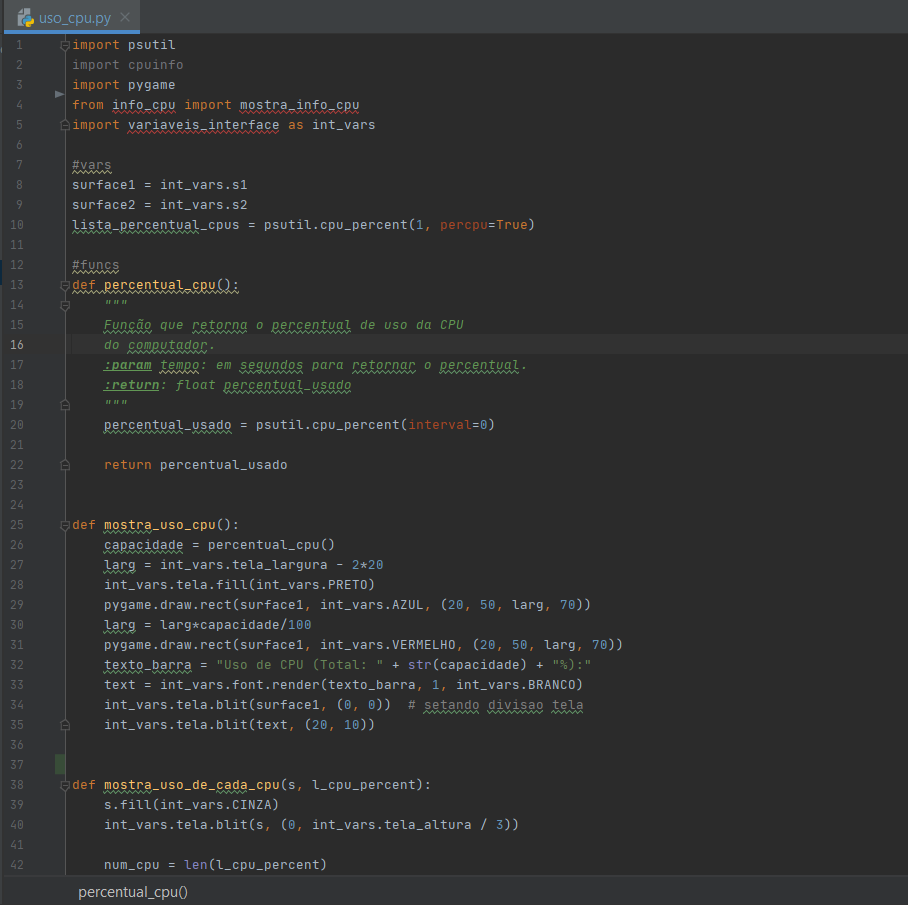 uso_cpu.py
1 import psutil
2 import cpuinfo
3 import pygame
4 from info_cpu import mostra_info_cpu
5 import variaveis_interface as int_vars
6
7 #vars
8 surface1 = int_vars.s1
9 surface2 = int_vars.s2
10 lista_percentual_cpus = psutil.cpu_percent(1, percpu=True)
11
12 #funcs
13 def percentual_cpu():
14     """
15     Função que retorna o percentual de uso da CPU
16     do computador.
17     :param tempo: em segundos para retornar o percentual.
18     :return: float percentual_usado
19     """
20     percentual_usado = psutil.cpu_percent(interval=0)
21
22     return percentual_usado
23
24
25 def mostra_uso_cpu():
26     capacidade = percentual_cpu()
27     larg = int_vars.tela_largura - 2*20
28     int_vars.tela.fill(int_vars.PRETO)
29     pygame.draw.rect(surface1, int_vars.AZUL, (20, 50, larg, 70))
30     larg = larg*capacidade/100
31     pygame.draw.rect(surface1, int_vars.VERMELHO, (20, 50, larg, 70))
32     texto_barra = "Uso de CPU (Total: " + str(capacidade) + "%):"
33     text = int_vars.font.render(texto_barra, 1, int_vars.BRANCO)
34     int_vars.tela.blit(surface1, (0, 0))  # setando divisao tela
35     int_vars.tela.blit(text, (20, 10))
36
37
38 def mostra_uso_de_cada_cpu(s, l_cpu_percent):
39     s.fill(int_vars.CINZA)
40     int_vars.tela.blit(s, (0, int_vars.tela_altura / 3))
41
42     num_cpu = len(l_cpu_percent)
percentual_cpu()